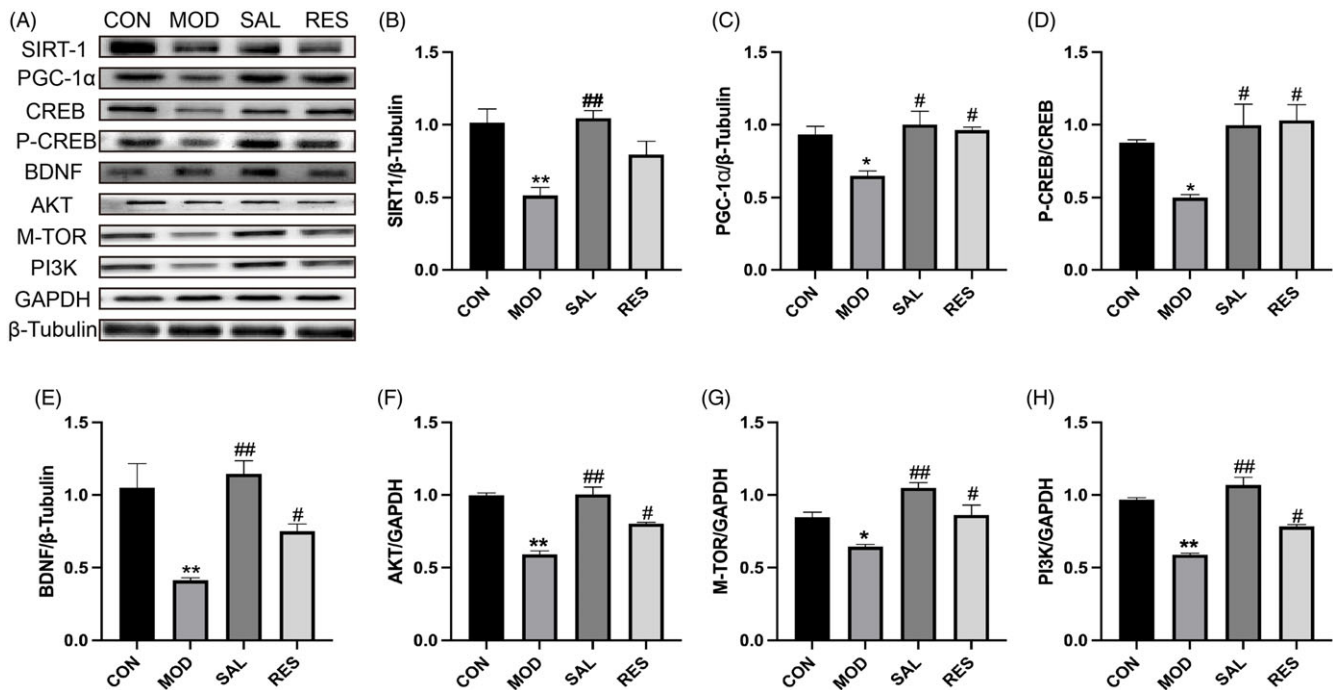 (A)
CON MOD SAL RES
SIRT-1
PGC-1α
CREB
P-CREB
BDNF
AKT
M-TOR
PI3K
GAPDH
β-Tubulin
(B)
SIRT1/β-Tubulin
1.5
1.0
0.5
0.0
**
##
CON MOD SAL RES
(C)
PGC-1α/β-Tubulin
1.5
1.0
0.5
0.0
*
#
#
CON MOD SAL RES
(D)
P-CREB/CREB
1.5
1.0
0.5
0.0
*
#
#
CON MOD SAL RES
(E)
BDNF/β-Tubulin
1.5
1.0
0.5
0.0
**
##
#
CON MOD SAL RES
(F)
AKT/GAPDH
1.5
1.0
0.5
0.0
**
##
#
CON MOD SAL RES
(G)
M-TOR/GAPDH
1.5
1.0
0.5
0.0
*
##
#
CON MOD SAL RES
(H)
PI3K/GAPDH
1.5
1.0
0.5
0.0
**
##
#
CON MOD SAL RES